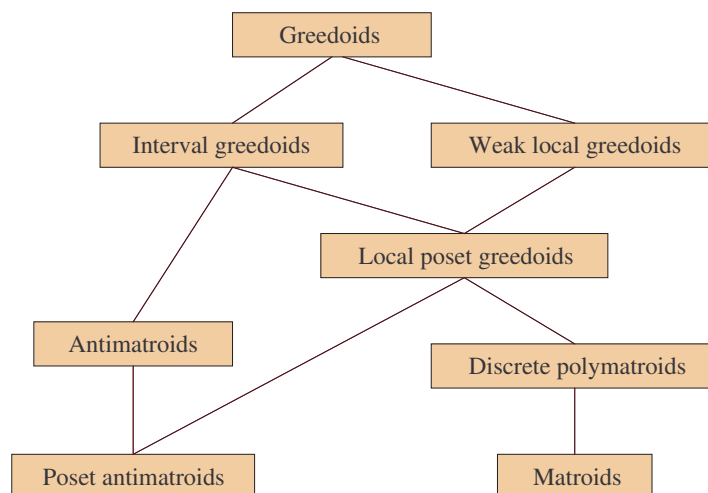 Greedoids
Interval greedoids
Weak local greedoids
Local poset greedoids
Antimatroids
Discrete polymatroids
Poset antimatroids
Matroids